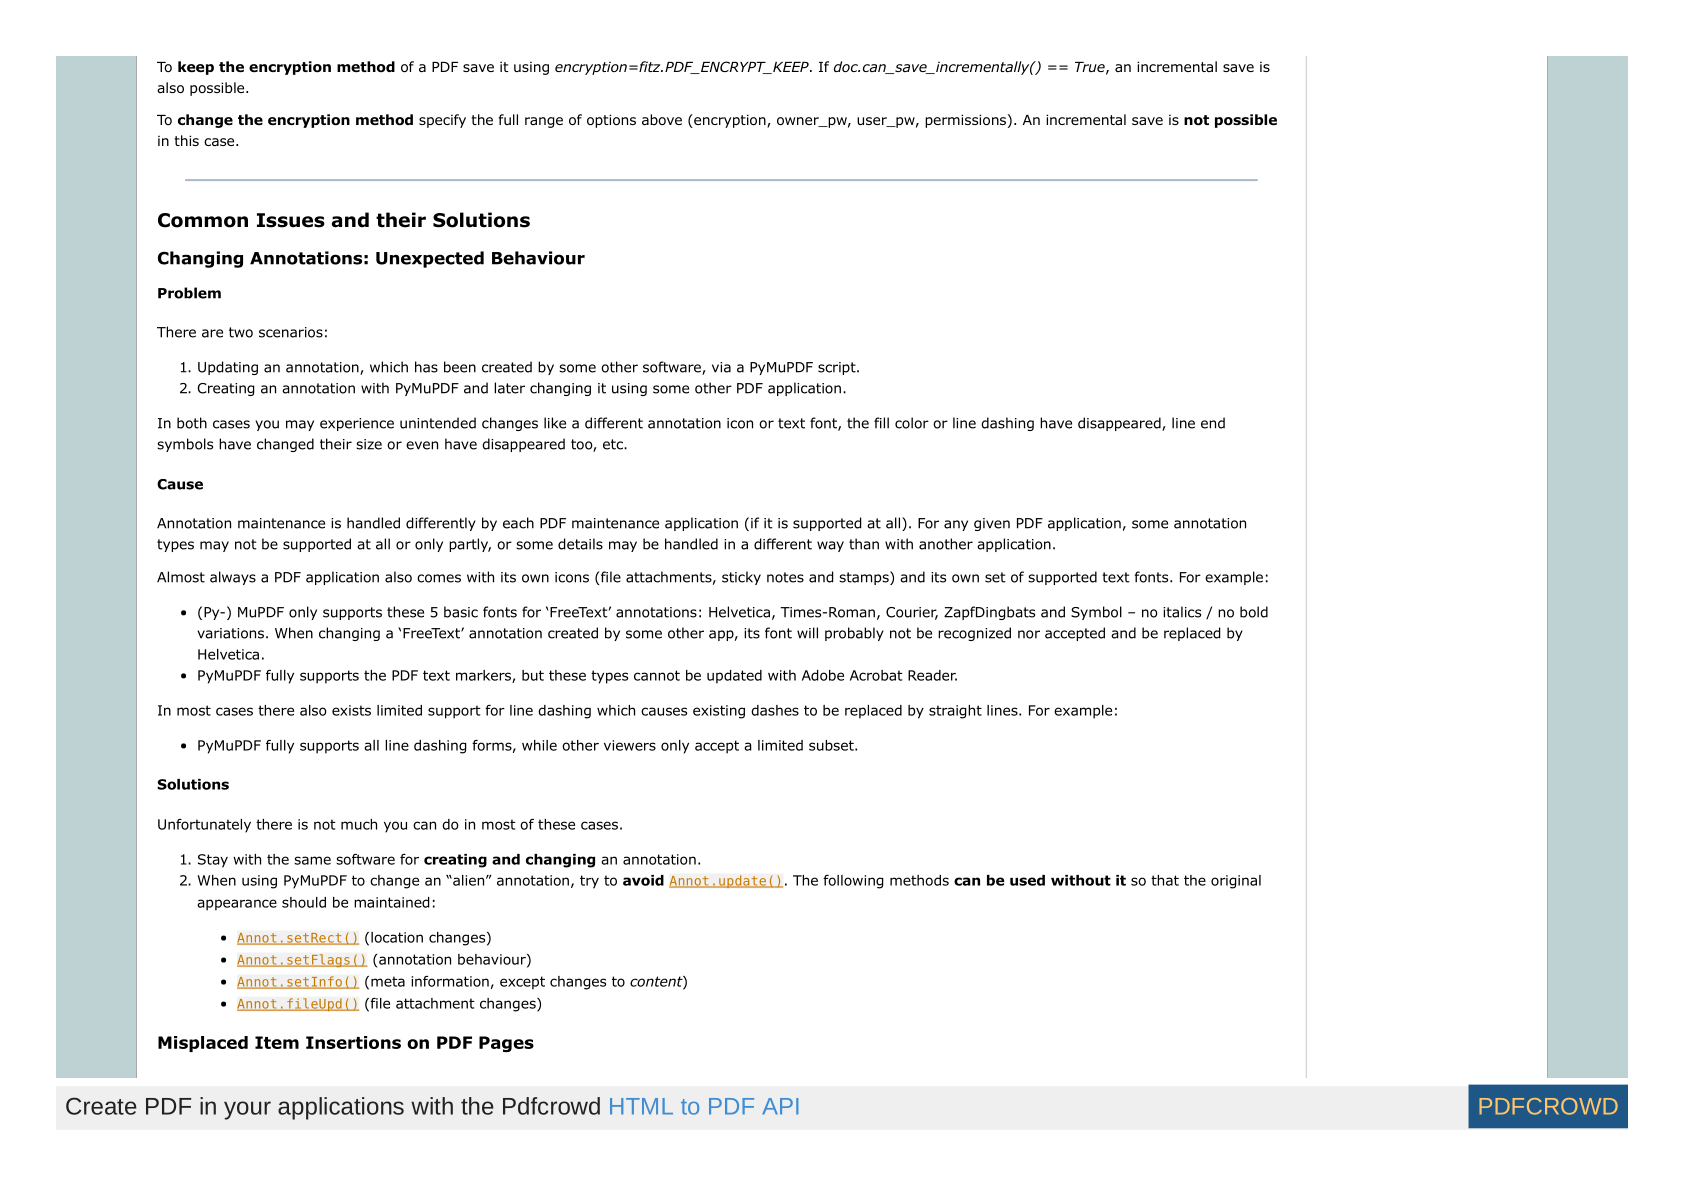 To keep the encryption method of a PDF save it using encryption=fitz.PDF_ENCRYPT_KEEP. If doc.can_save_incrementally() == True, an incremental save is
also possible.
To change the encryption method specify the full range of options above (encryption, owner_pw, user_pw, permissions). An incremental save is not possible
in this case.
Common Issues and their Solutions
Changing Annotations: Unexpected Behaviour
Problem
There are two scenarios:
1. Updating an annotation, which has been created by some other software, via a PyMuPDF script.
2. Creating an annotation with PyMuPDF and later changing it using some other PDF application.
In both cases you may experience unintended changes like a different annotation icon or text font, the fill color or line dashing have disappeared, line end
symbols have changed their size or even have disappeared too, etc.
Cause
Annotation maintenance is handled differently by each PDF maintenance application (if it is supported at all). For any given PDF application, some annotation
types may not be supported at all or only partly, or some details may be handled in a different way than with another application.
Almost always a PDF application also comes with its own icons (file attachments, sticky notes and stamps) and its own set of supported text fonts. For example:
• (Py-) MuPDF only supports these 5 basic fonts for ‘FreeText’ annotations: Helvetica, Times-Roman, Courier, ZapfDingbats and Symbol – no italics / no bold
variations. When changing a ‘FreeText’ annotation created by some other app, its font will probably not be recognized nor accepted and be replaced by
Helvetica.
• PyMuPDF fully supports the PDF text markers, but these types cannot be updated with Adobe Acrobat Reader.
In most cases there also exists limited support for line dashing which causes existing dashes to be replaced by straight lines. For example:
• PyMuPDF fully supports all line dashing forms, while other viewers only accept a limited subset.
Solutions
Unfortunately there is not much you can do in most of these cases.
1. Stay with the same software for creating and changing an annotation.
2. When using PyMuPDF to change an “alien” annotation, try to avoid Annot.update(). The following methods can be used without it so that the original
appearance should be maintained:
• Annot.setRect() (location changes)
• Annot.setFlags() (annotation behaviour)
• Annot.setInfo() (meta information, except changes to content)
• Annot.fileUpd() (file attachment changes)
Misplaced Item Insertions on PDF Pages
Create PDF in your applications with the Pdfcrowd HTML to PDF API
PDFCROWD